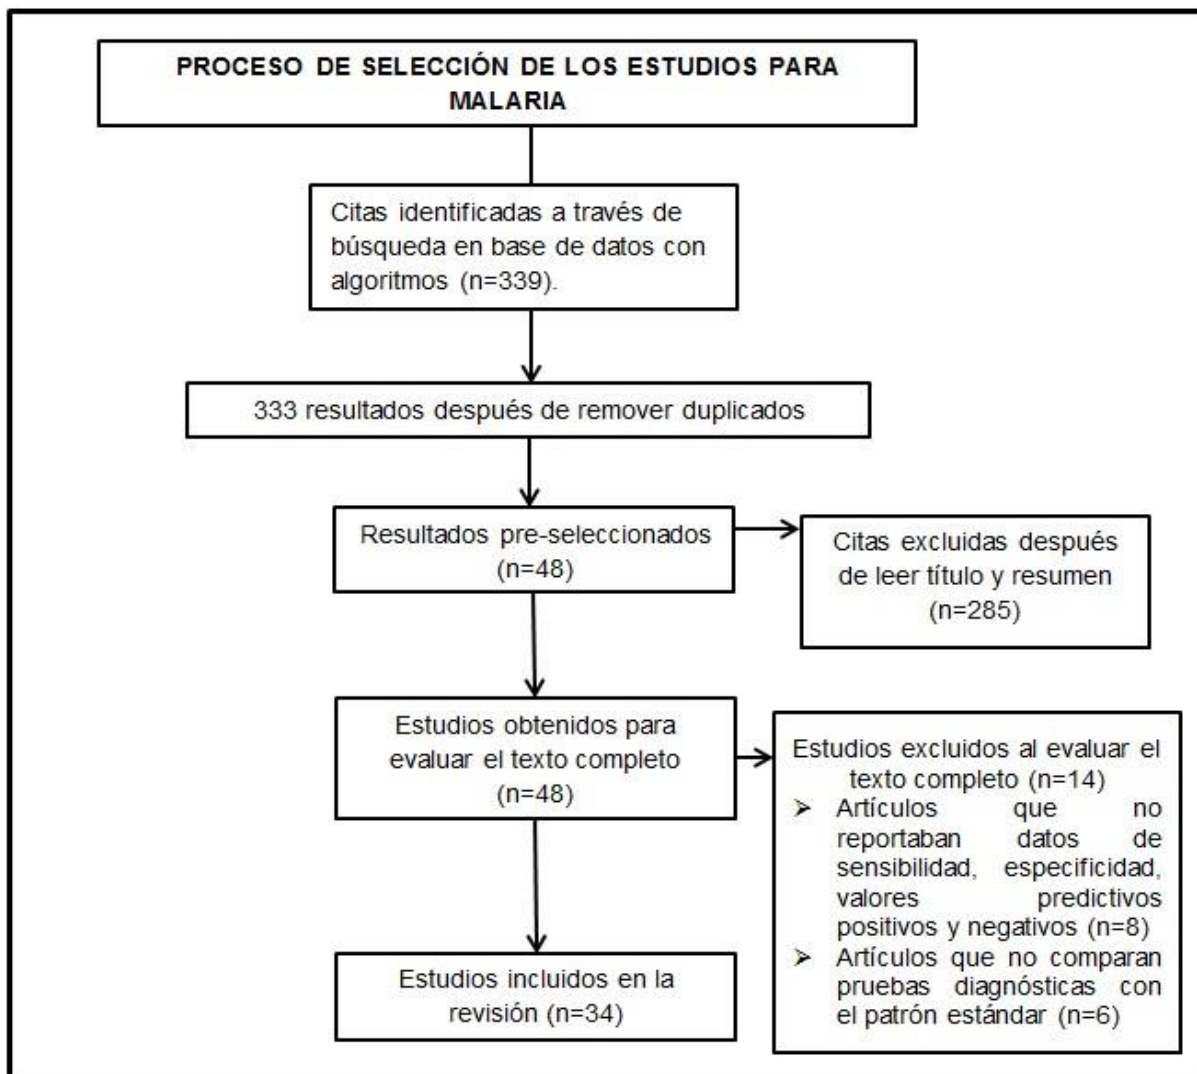 PROCESO DE SELECCIÓN DE LOS ESTUDIOS PARA
MALARIA
Citas identificadas a través de
búsqueda en base de datos con
algoritmos (n=339).
333 resultados después de remover duplicados
Resultados pre-seleccionados
(n=48)
Citas excluidas después
de leer título y resumen
(n=285)
Estudios obtenidos para
evaluar el texto completo
(n=48)
Estudios excluidos al evaluar el
texto completo (n=14)
➢ Artículos que no
reportaban datos de
sensibilidad, especificidad,
valores predictivos
positivos y negativos (n=8)
➢ Artículos que no comparan
pruebas diagnósticas con
el patrón estándar (n=6)
Estudios incluidos en la
revisión (n=34)